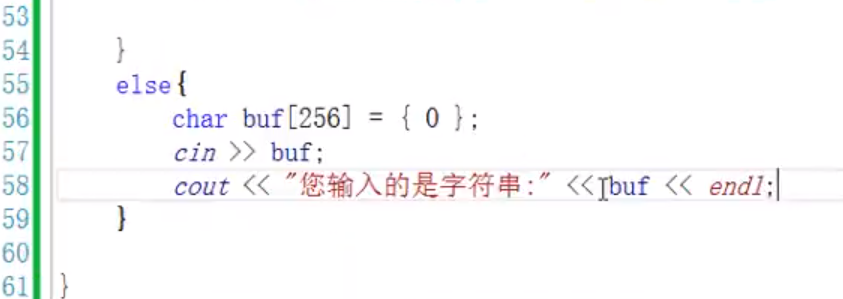 53
54 }
55 else{
56 char buf[256] = { 0 };
57 cin >> buf;
58 cout << "您输入的是字符串:" << buf << endl;
59 }
60
61 }